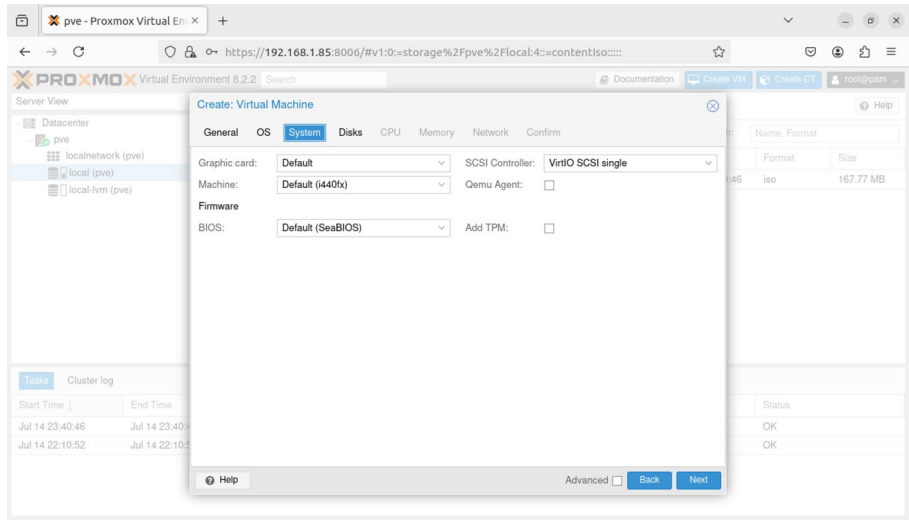 pve - Proxmox Virtual En
https://192.168.1.85:8006/#v1:0:=storage%2Fpve%2Flocal:4::=contentIso:::::
PROXMOX Virtual Environment 8.2.2 Search Documentation Create VM Create CT root@pam
Server View
Help
Create: Virtual Machine
Datacenter
pve
localnetwork (pve)
local (pve)
local-lvm (pve)
General OS System Disks CPU Memory Network Confirm
Name, Format
Format Size
:46 iso 167.77 MB
Graphic card: Default SCSI Controller: VirtIO SCSI single
Machine: Default (i440fx) Qemu Agent:
Firmware
BIOS: Default (SeaBIOS) Add TPM:
Tasks Cluster log
Start Time End Time Status
Jul 14 23:40:46 Jul 14 23:40: OK
Jul 14 22:10:52 Jul 14 22:10: OK
Help Advanced Back Next